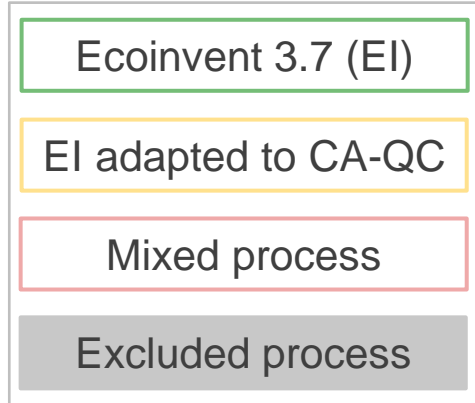 Ecoinvent 3.7 (EI)
EI adapted to CA-QC
Mixed process
Excluded process